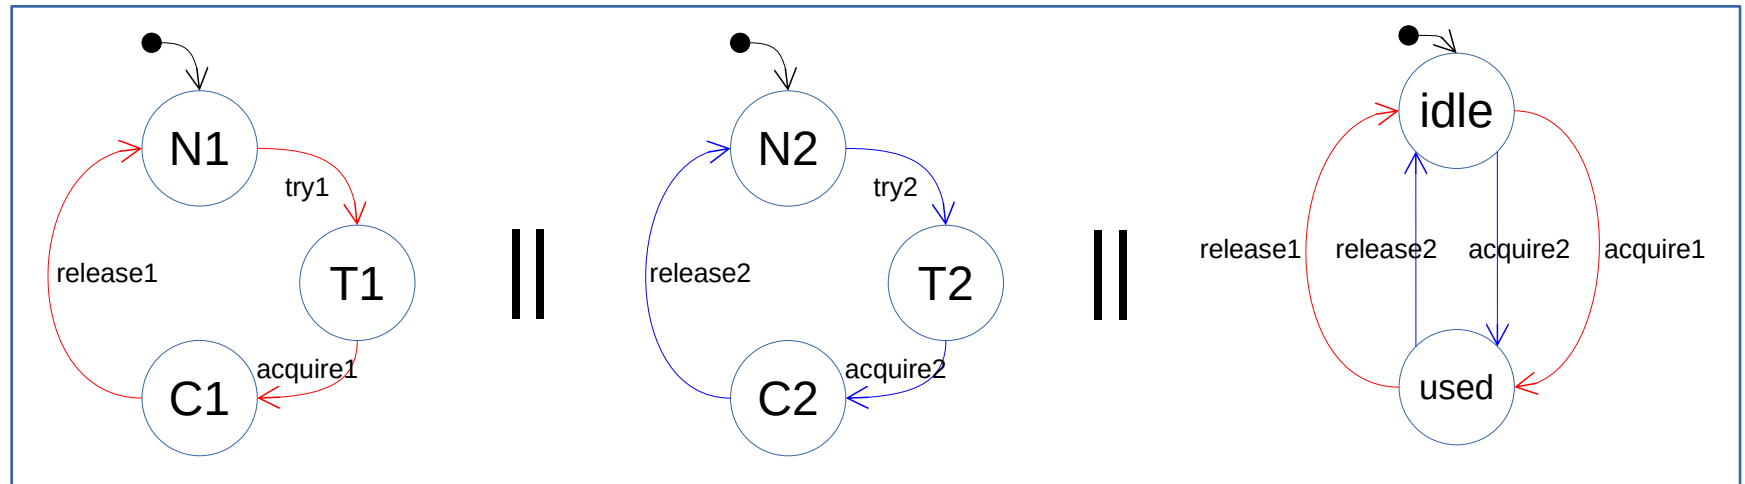 N1
try1
T1
release1
acquire1
C1
N2
try2
T2
release2
acquire2
C2
idle
release1
release2
acquire2
acquire1
used